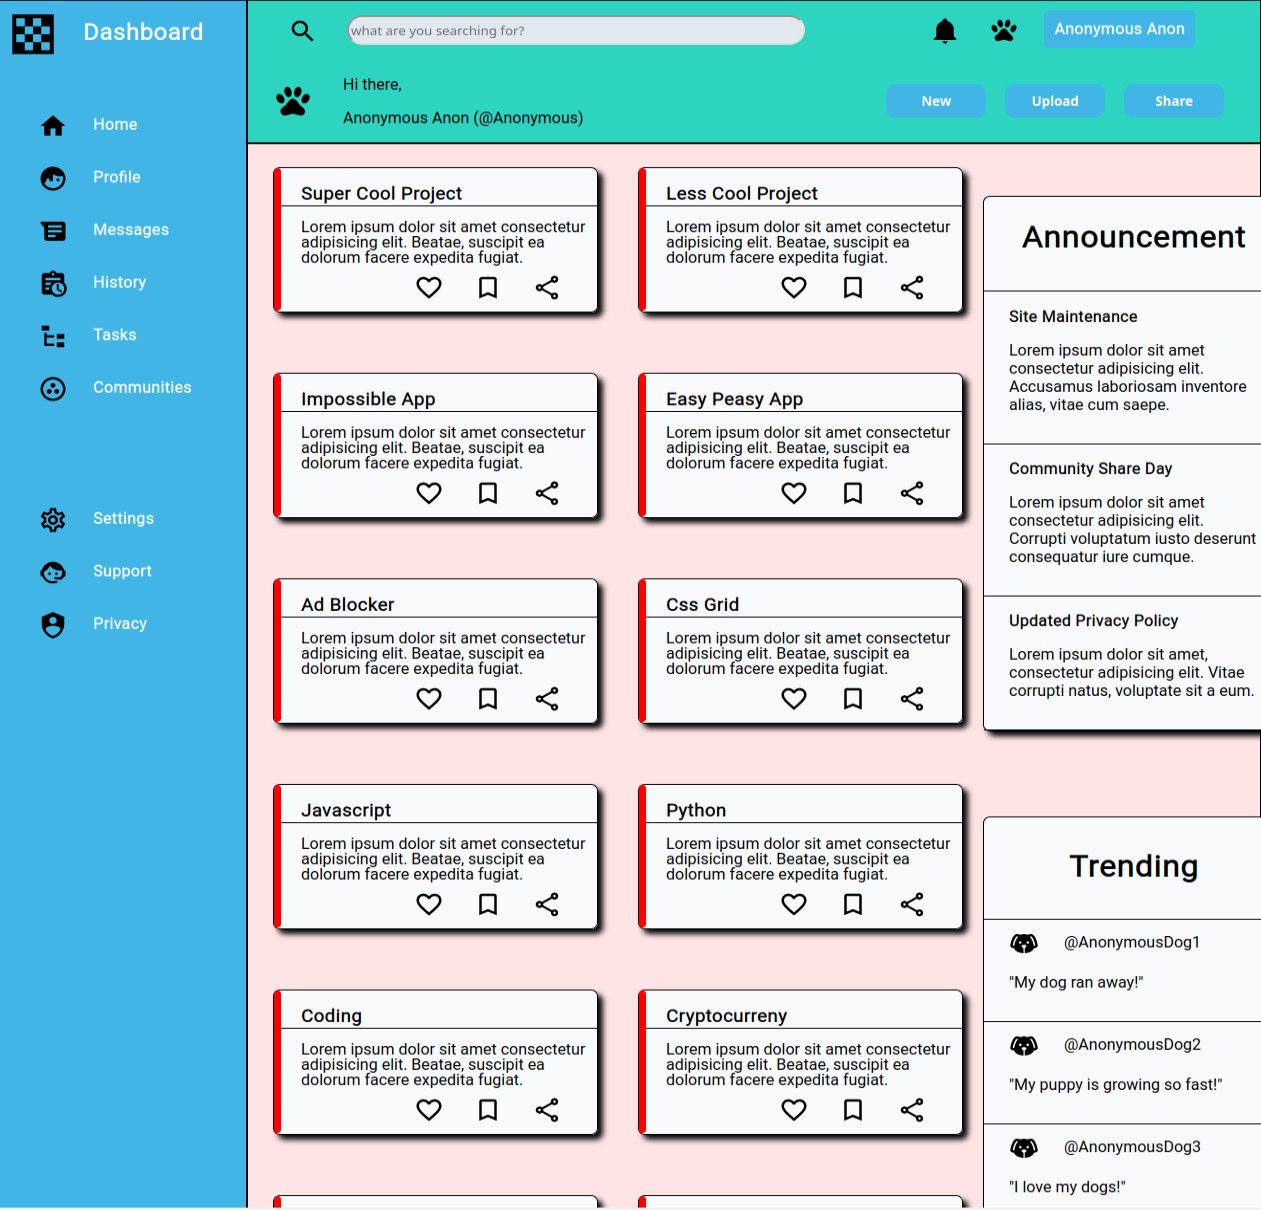 Dashboard
Home
Profile
Messages
History
Tasks
Communities
Settings
Support
Privacy
what are you searching for?
Anonymous Anon
Hi there,
Anonymous Anon (@Anonymous)
New
Upload
Share
Super Cool Project
Lorem ipsum dolor sit amet consectetur
adipisicing elit. Beatae, suscipit ea
dolorum facere expedita fugiat.
Less Cool Project
Lorem ipsum dolor sit amet consectetur
adipisicing elit. Beatae, suscipit ea
dolorum facere expedita fugiat.
Impossible App
Lorem ipsum dolor sit amet consectetur
adipisicing elit. Beatae, suscipit ea
dolorum facere expedita fugiat.
Easy Peasy App
Lorem ipsum dolor sit amet consectetur
adipisicing elit. Beatae, suscipit ea
dolorum facere expedita fugiat.
Ad Blocker
Lorem ipsum dolor sit amet consectetur
adipisicing elit. Beatae, suscipit ea
dolorum facere expedita fugiat.
Css Grid
Lorem ipsum dolor sit amet consectetur
adipisicing elit. Beatae, suscipit ea
dolorum facere expedita fugiat.
Javascript
Lorem ipsum dolor sit amet consectetur
adipisicing elit. Beatae, suscipit ea
dolorum facere expedita fugiat.
Python
Lorem ipsum dolor sit amet consectetur
adipisicing elit. Beatae, suscipit ea
dolorum facere expedita fugiat.
Coding
Lorem ipsum dolor sit amet consectetur
adipisicing elit. Beatae, suscipit ea
dolorum facere expedita fugiat.
Cryptocurreny
Lorem ipsum dolor sit amet consectetur
adipisicing elit. Beatae, suscipit ea
dolorum facere expedita fugiat.
Announcement
Site Maintenance
Lorem ipsum dolor sit amet
consectetur adipisicing elit.
Accusamus laboriosam inventore
alias, vitae cum saepe.
Community Share Day
Lorem ipsum dolor sit amet
consectetur adipisicing elit.
Corrupti voluptatum iusto deserunt
consequatur iure cumque.
Updated Privacy Policy
Lorem ipsum dolor sit amet,
consectetur adipisicing elit. Vitae
corrupti natus, voluptate sit a eum.
Trending
@AnonymousDog1
"My dog ran away!"
@AnonymousDog2
"My puppy is growing so fast!"
@AnonymousDog3
"I love my dogs!"